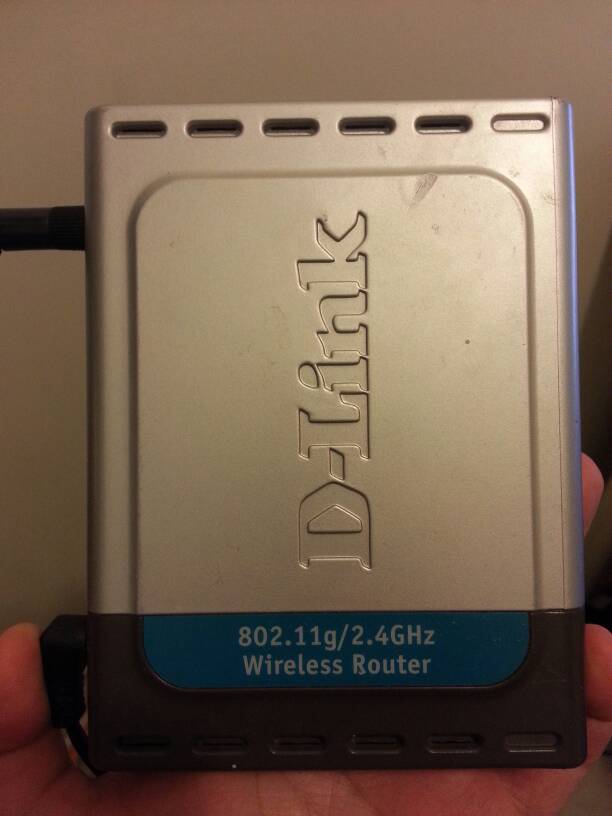 D-Link
802.11g/2.4GHz
Wireless Router